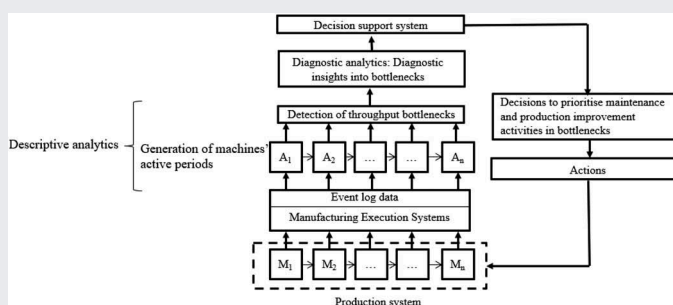 Decision support system
Diagnostic analytics: Diagnostic
insights into bottlenecks
Detection of throughput bottlenecks
Decisions to prioritise maintenance
and production improvement
activities in bottlenecks
Descriptive analytics
Generation of machines'
active periods
A₁ A₂ ... ... Aₙ
Actions
Event log data
Manufacturing Execution Systems
M₁ M₂ ... ... Mₙ
Production system